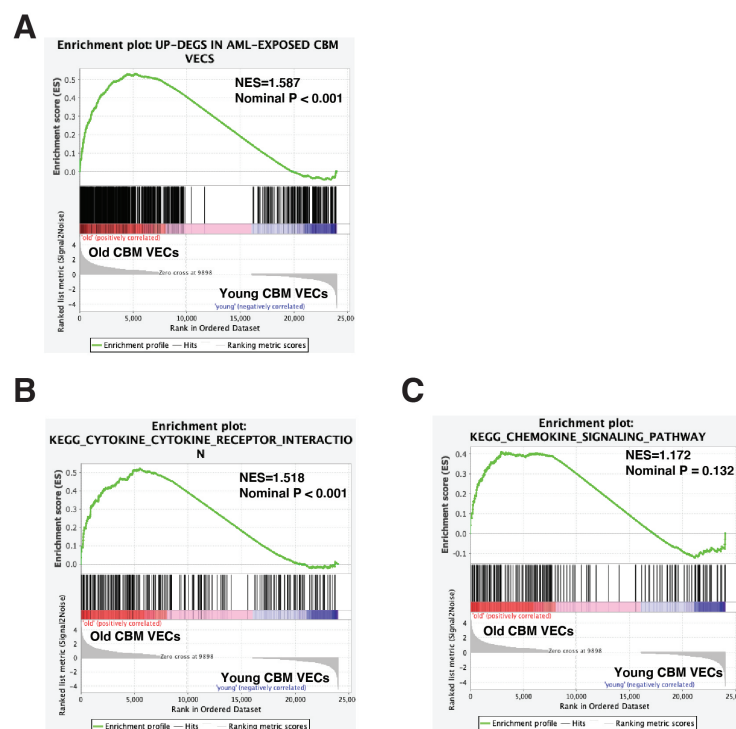 A
Enrichment plot: UP-DEGS IN AML-EXPOSED CBM
VECS
NES=1.587
Nominal P < 0.001
Enrichment score (ES)
0.5
0.4
0.3
0.2
0.1
0.0
'old' (positively correlated)
Old CBM VECs
Zero cross at 9898
Young CBM VECs
'young' (negatively correlated)
Ranked list metric (Signal2Noise)
4
2
0
-2
-4
0 5,000 10,000 15,000 20,000 25,00
Rank in Ordered Dataset
Enrichment profile Hits Ranking metric scores
B
Enrichment plot:
KEGG_CYTOKINE_CYTOKINE_RECEPTOR_INTERACTIO
N
NES=1.518
Nominal P < 0.001
Enrichment score (ES)
0.5
0.4
0.3
0.2
0.1
0.0
'old' (positively correlated)
Old CBM VECs
Zero cross at 9898
Young CBM VECs
'young' (negatively correlated)
Ranked list metric (Signal2Noise)
4
2
0
-2
-4
0 5,000 10,000 15,000 20,000 25,00
Rank in Ordered Dataset
Enrichment profile Hits Ranking metric scores
C
Enrichment plot:
KEGG_CHEMOKINE_SIGNALING_PATHWAY
NES=1.172
Nominal P = 0.132
Enrichment score (ES)
0.4
0.3
0.2
0.1
0.0
-0.1
'old' (positively correlated)
Old CBM VECs
Zero cross at 9898
Young CBM VECs
'young' (negatively correlated)
Ranked list metric (Signal2Noise)
4
2
0
-2
-4
0 5,000 10,000 15,000 20,000 25,00
Rank in Ordered Dataset
Enrichment profile Hits Ranking metric scores